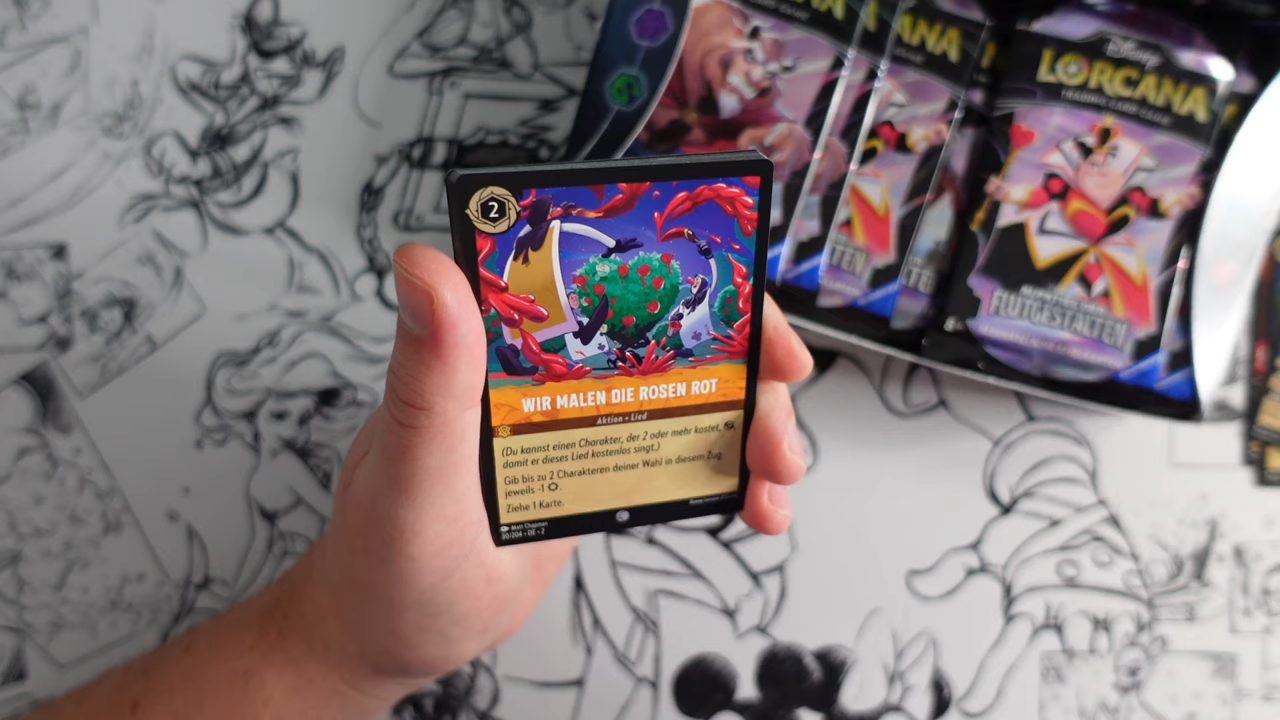 ANA
Disney
LORCANA
TRADING CARD GAME
FLUTGESTALTEN
2
WIR MALEN DIE ROSEN ROT
Aktion • Lied
(Du kannst einen Charakter, der 2 oder mehr kostet,
damit er dieses Lied kostenlos singt.)
Gib bis zu 2 Charakteren deiner Wahl in diesem Zug
jeweils -1
Ziehe 1 Karte.
Matt Chapman
30/204 • DE • 2